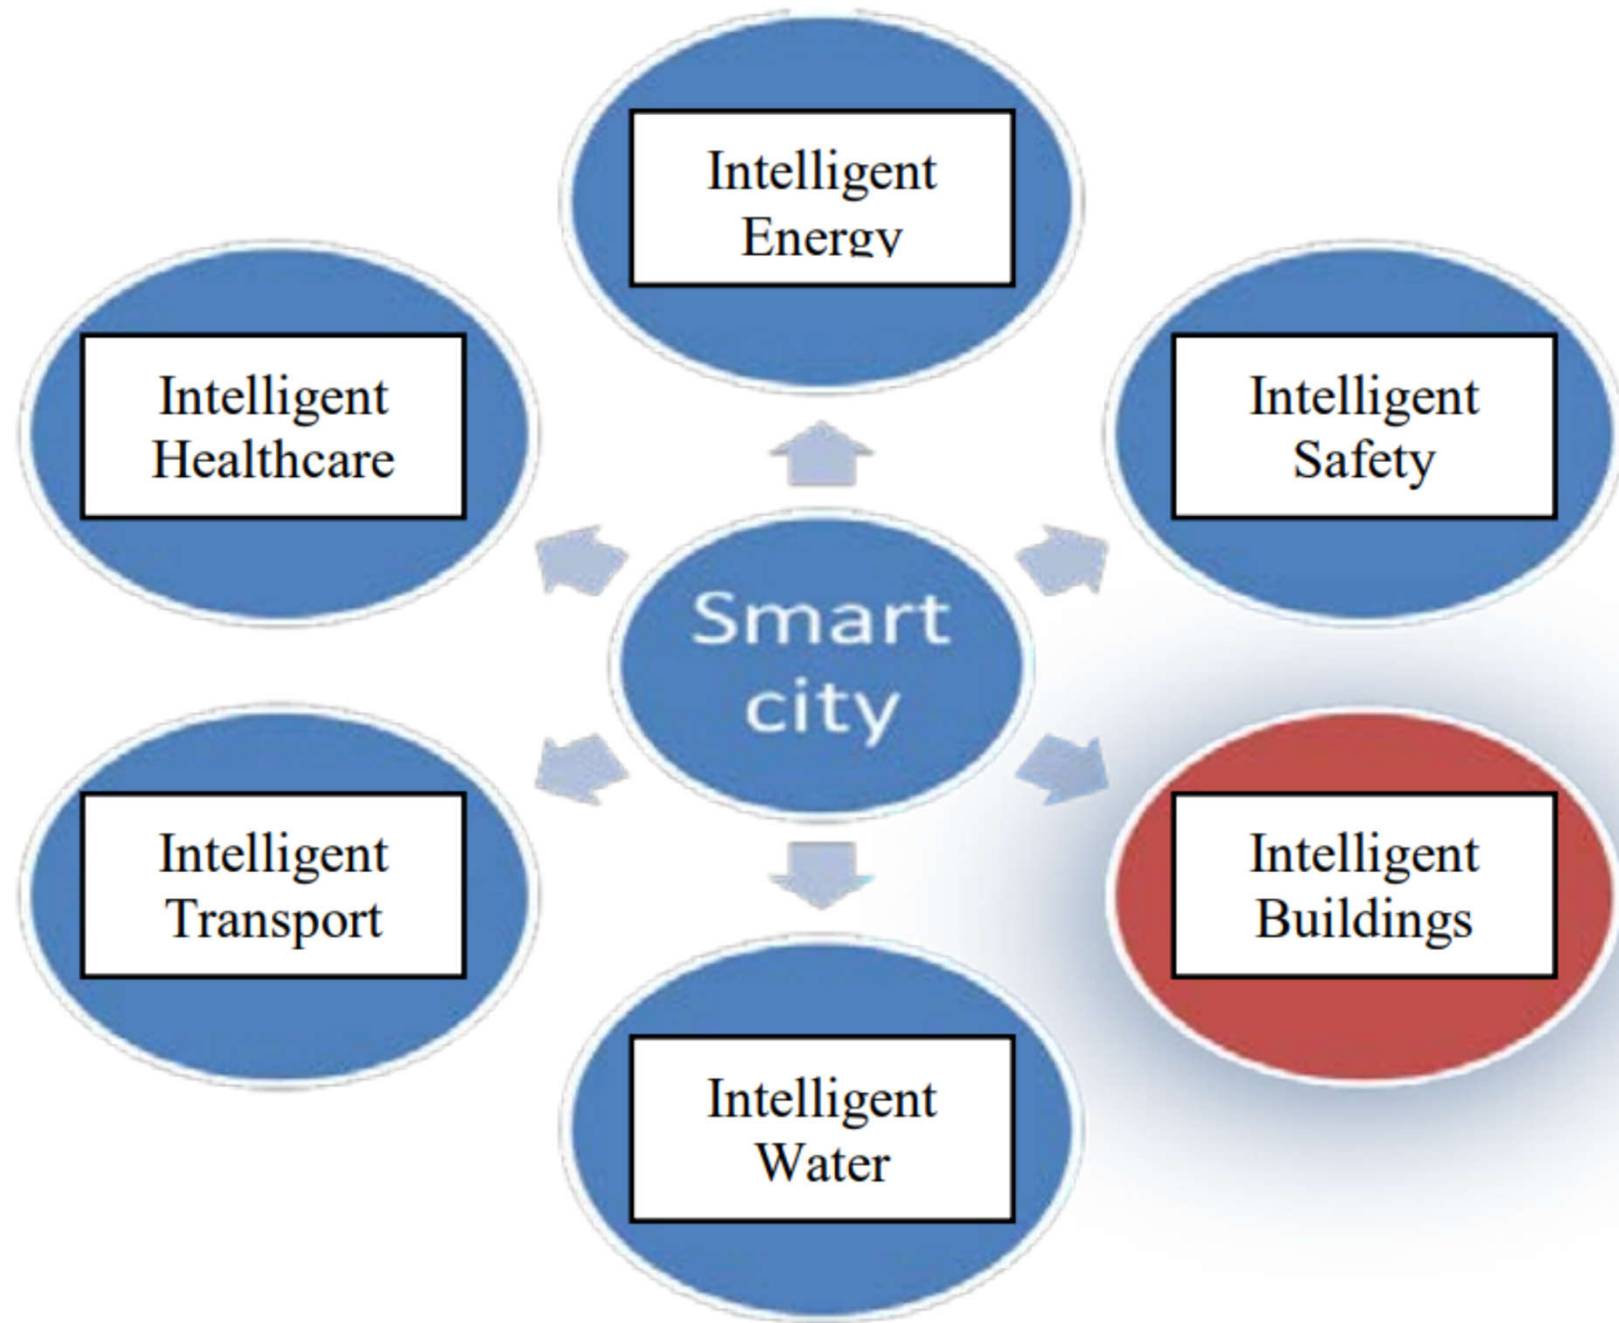 Intelligent
Energy
Intelligent
Healthcare
Intelligent
Safety
Smart
city
Intelligent
Transport
Intelligent
Buildings
Intelligent
Water